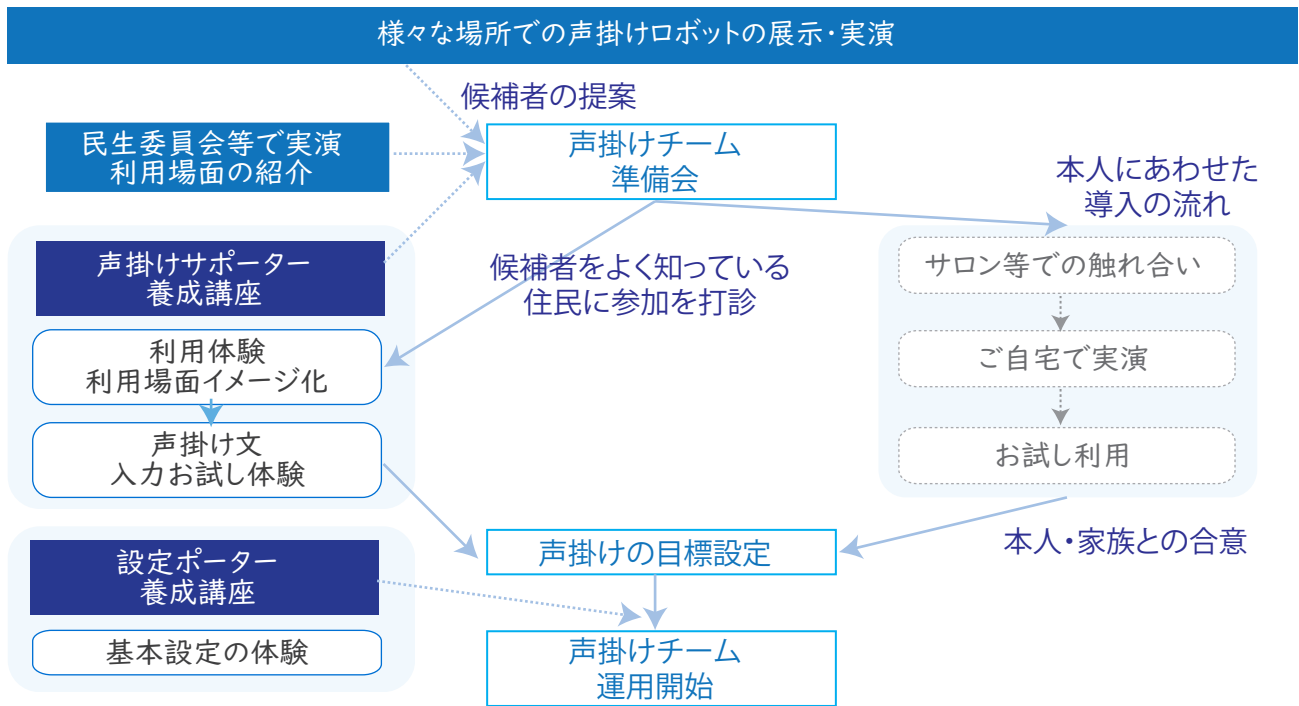 様々な場所での声掛けロボットの展示・実演
候補者の提案
民生委員会等で実演
利用場面の紹介
声掛けチーム
準備会
本人にあわせた
導入の流れ
声掛けサポーター
養成講座
候補者をよく知っている
住民に参加を打診
サロン等での触れ合い
利用体験
利用場面イメージ化
ご自宅で実演
声掛け文
入力お試し体験
お試し利用
設定ポーター
養成講座
声掛けの目標設定
本人・家族との合意
基本設定の体験
声掛けチーム
運用開始